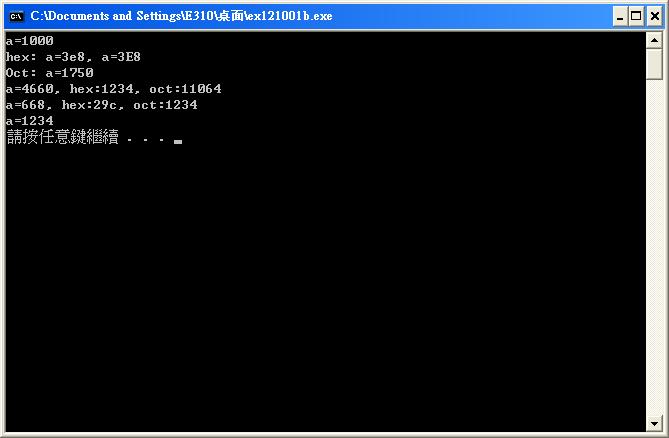 C:\Documents and Settings\E310\桌面\ex121001b.exe
a=1000
hex: a=3e8, a=3E8
Oct: a=1750
a=4660, hex:1234, oct:11064
a=668, hex:29c, oct:1234
a=1234
請按任意鍵繼續 . . .